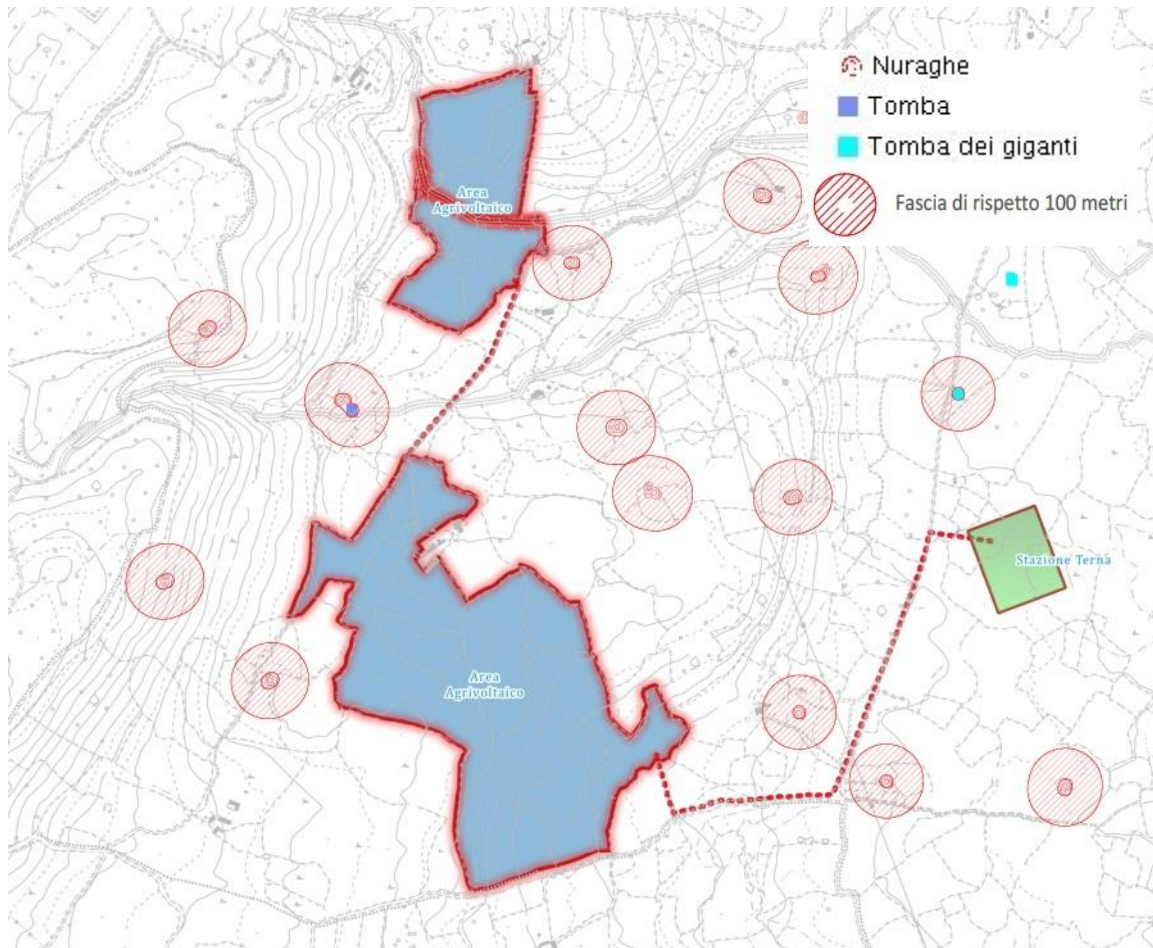 Nuraghe
Tomba
Tomba dei giganti
Fascia di rispetto 100 metri
Area
Agrivoltaico
Stazione Terna
Area
Agrivoltaico